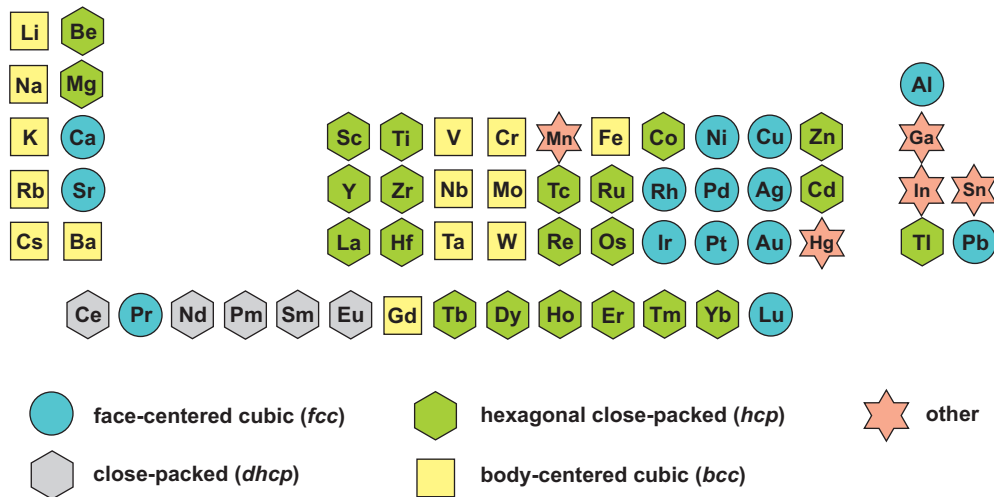 Li Be
Na Mg Al
K Ca Sc Ti V Cr Mn Fe Co Ni Cu Zn Ga
Rb Sr Y Zr Nb Mo Tc Ru Rh Pd Ag Cd In Sn
Cs Ba La Hf Ta W Re Os Ir Pt Au Hg Tl Pb
Ce Pr Nd Pm Sm Eu Gd Tb Dy Ho Er Tm Yb Lu
face-centered cubic (fcc) hexagonal close-packed (hcp) other
close-packed (dhcp) body-centered cubic (bcc)